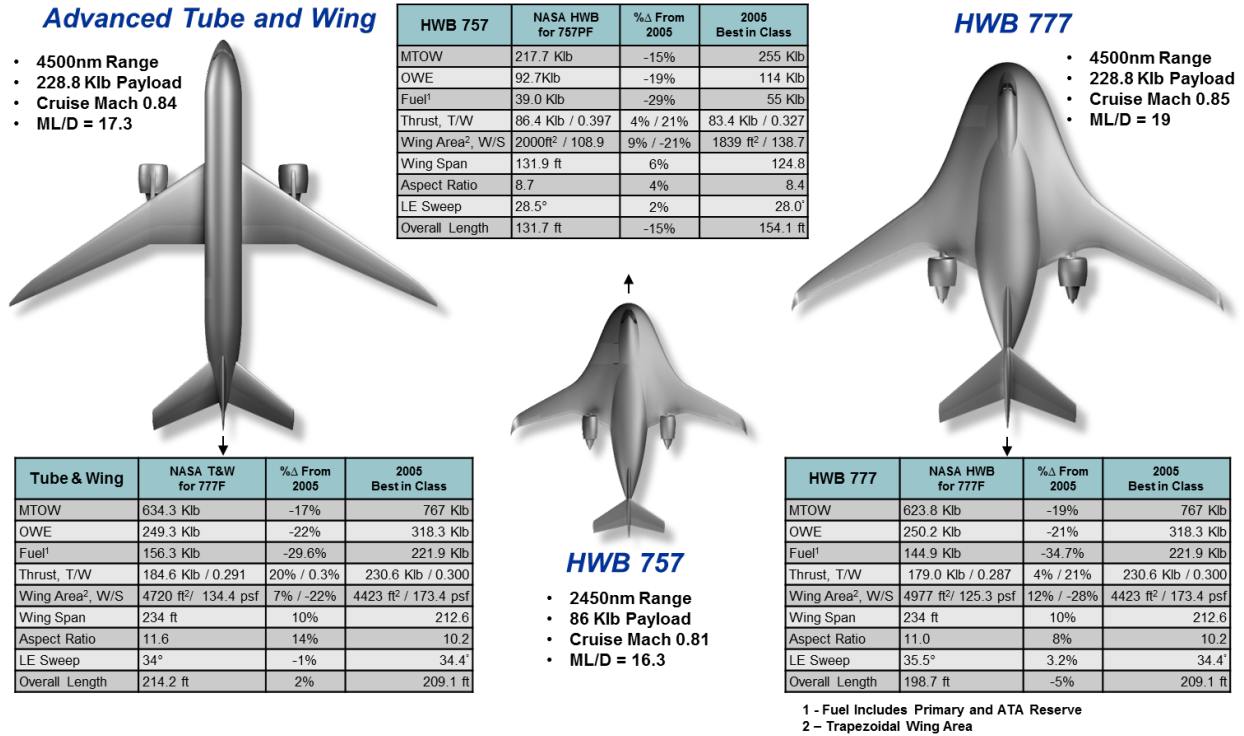 Advanced Tube and Wing
• 4500nm Range
• 228.8 Klb Payload
• Cruise Mach 0.84
• ML/D = 17.3
HWB 757 | NASA HWB for 757PF | %Δ From 2005 | 2005 Best in Class
MTOW | 217.7 Klb | -15% | 255 Klb
OWE | 92.7Klb | -19% | 114 Klb
Fuel¹ | 39.0 Klb | -29% | 55 Klb
Thrust, T/W | 86.4 Klb / 0.397 | 4% / 21% | 83.4 Klb / 0.327
Wing Area², W/S | 2000ft² / 108.9 | 9% / -21% | 1839 ft² / 138.7
Wing Span | 131.9 ft | 6% | 124.8
Aspect Ratio | 8.7 | 4% | 8.4
LE Sweep | 28.5° | 2% | 28.0°
Overall Length | 131.7 ft | -15% | 154.1 ft
HWB 777
• 4500nm Range
• 228.8 Klb Payload
• Cruise Mach 0.85
• ML/D = 19
Tube & Wing | NASA T&W for 777F | %Δ From 2005 | 2005 Best in Class
MTOW | 634.3 Klb | -17% | 767 Klb
OWE | 249.3 Klb | -22% | 318.3 Klb
Fuel¹ | 156.3 Klb | -29.6% | 221.9 Klb
Thrust, T/W | 184.6 Klb / 0.291 | 20% / 0.3% | 230.6 Klb / 0.300
Wing Area², W/S | 4720 ft²/ 134.4 psf | 7% / -22% | 4423 ft² / 173.4 psf
Wing Span | 234 ft | 10% | 212.6
Aspect Ratio | 11.6 | 14% | 10.2
LE Sweep | 34° | -1% | 34.4°
Overall Length | 214.2 ft | 2% | 209.1 ft
HWB 757
• 2450nm Range
• 86 Klb Payload
• Cruise Mach 0.81
• ML/D = 16.3
HWB 777 | NASA HWB for 777F | %Δ From 2005 | 2005 Best in Class
MTOW | 623.8 Klb | -19% | 767 Klb
OWE | 250.2 Klb | -21% | 318.3 Klb
Fuel¹ | 144.9 Klb | -34.7% | 221.9 Klb
Thrust, T/W | 179.0 Klb / 0.287 | 4% / 21% | 230.6 Klb / 0.300
Wing Area², W/S | 4977 ft²/ 125.3 psf | 12% / -28% | 4423 ft² / 173.4 psf
Wing Span | 234 ft | 10% | 212.6
Aspect Ratio | 11.0 | 8% | 10.2
LE Sweep | 35.5° | 3.2% | 34.4°
Overall Length | 198.7 ft | -5% | 209.1 ft
1 - Fuel Includes Primary and ATA Reserve
2 – Trapezoidal Wing Area